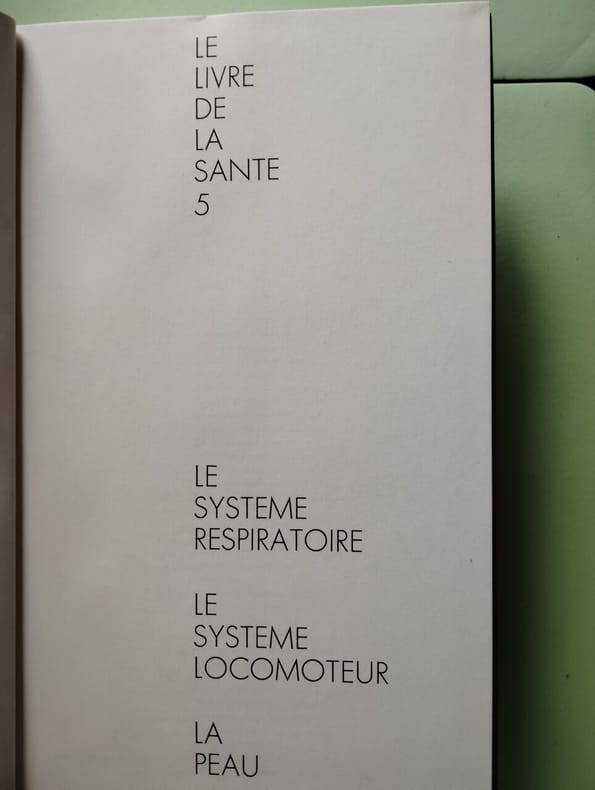 LE
LIVRE
DE
LA
SANTE
5
LE
SYSTEME
RESPIRATOIRE
LE
SYSTEME
LOCOMOTEUR
LA
PEAU